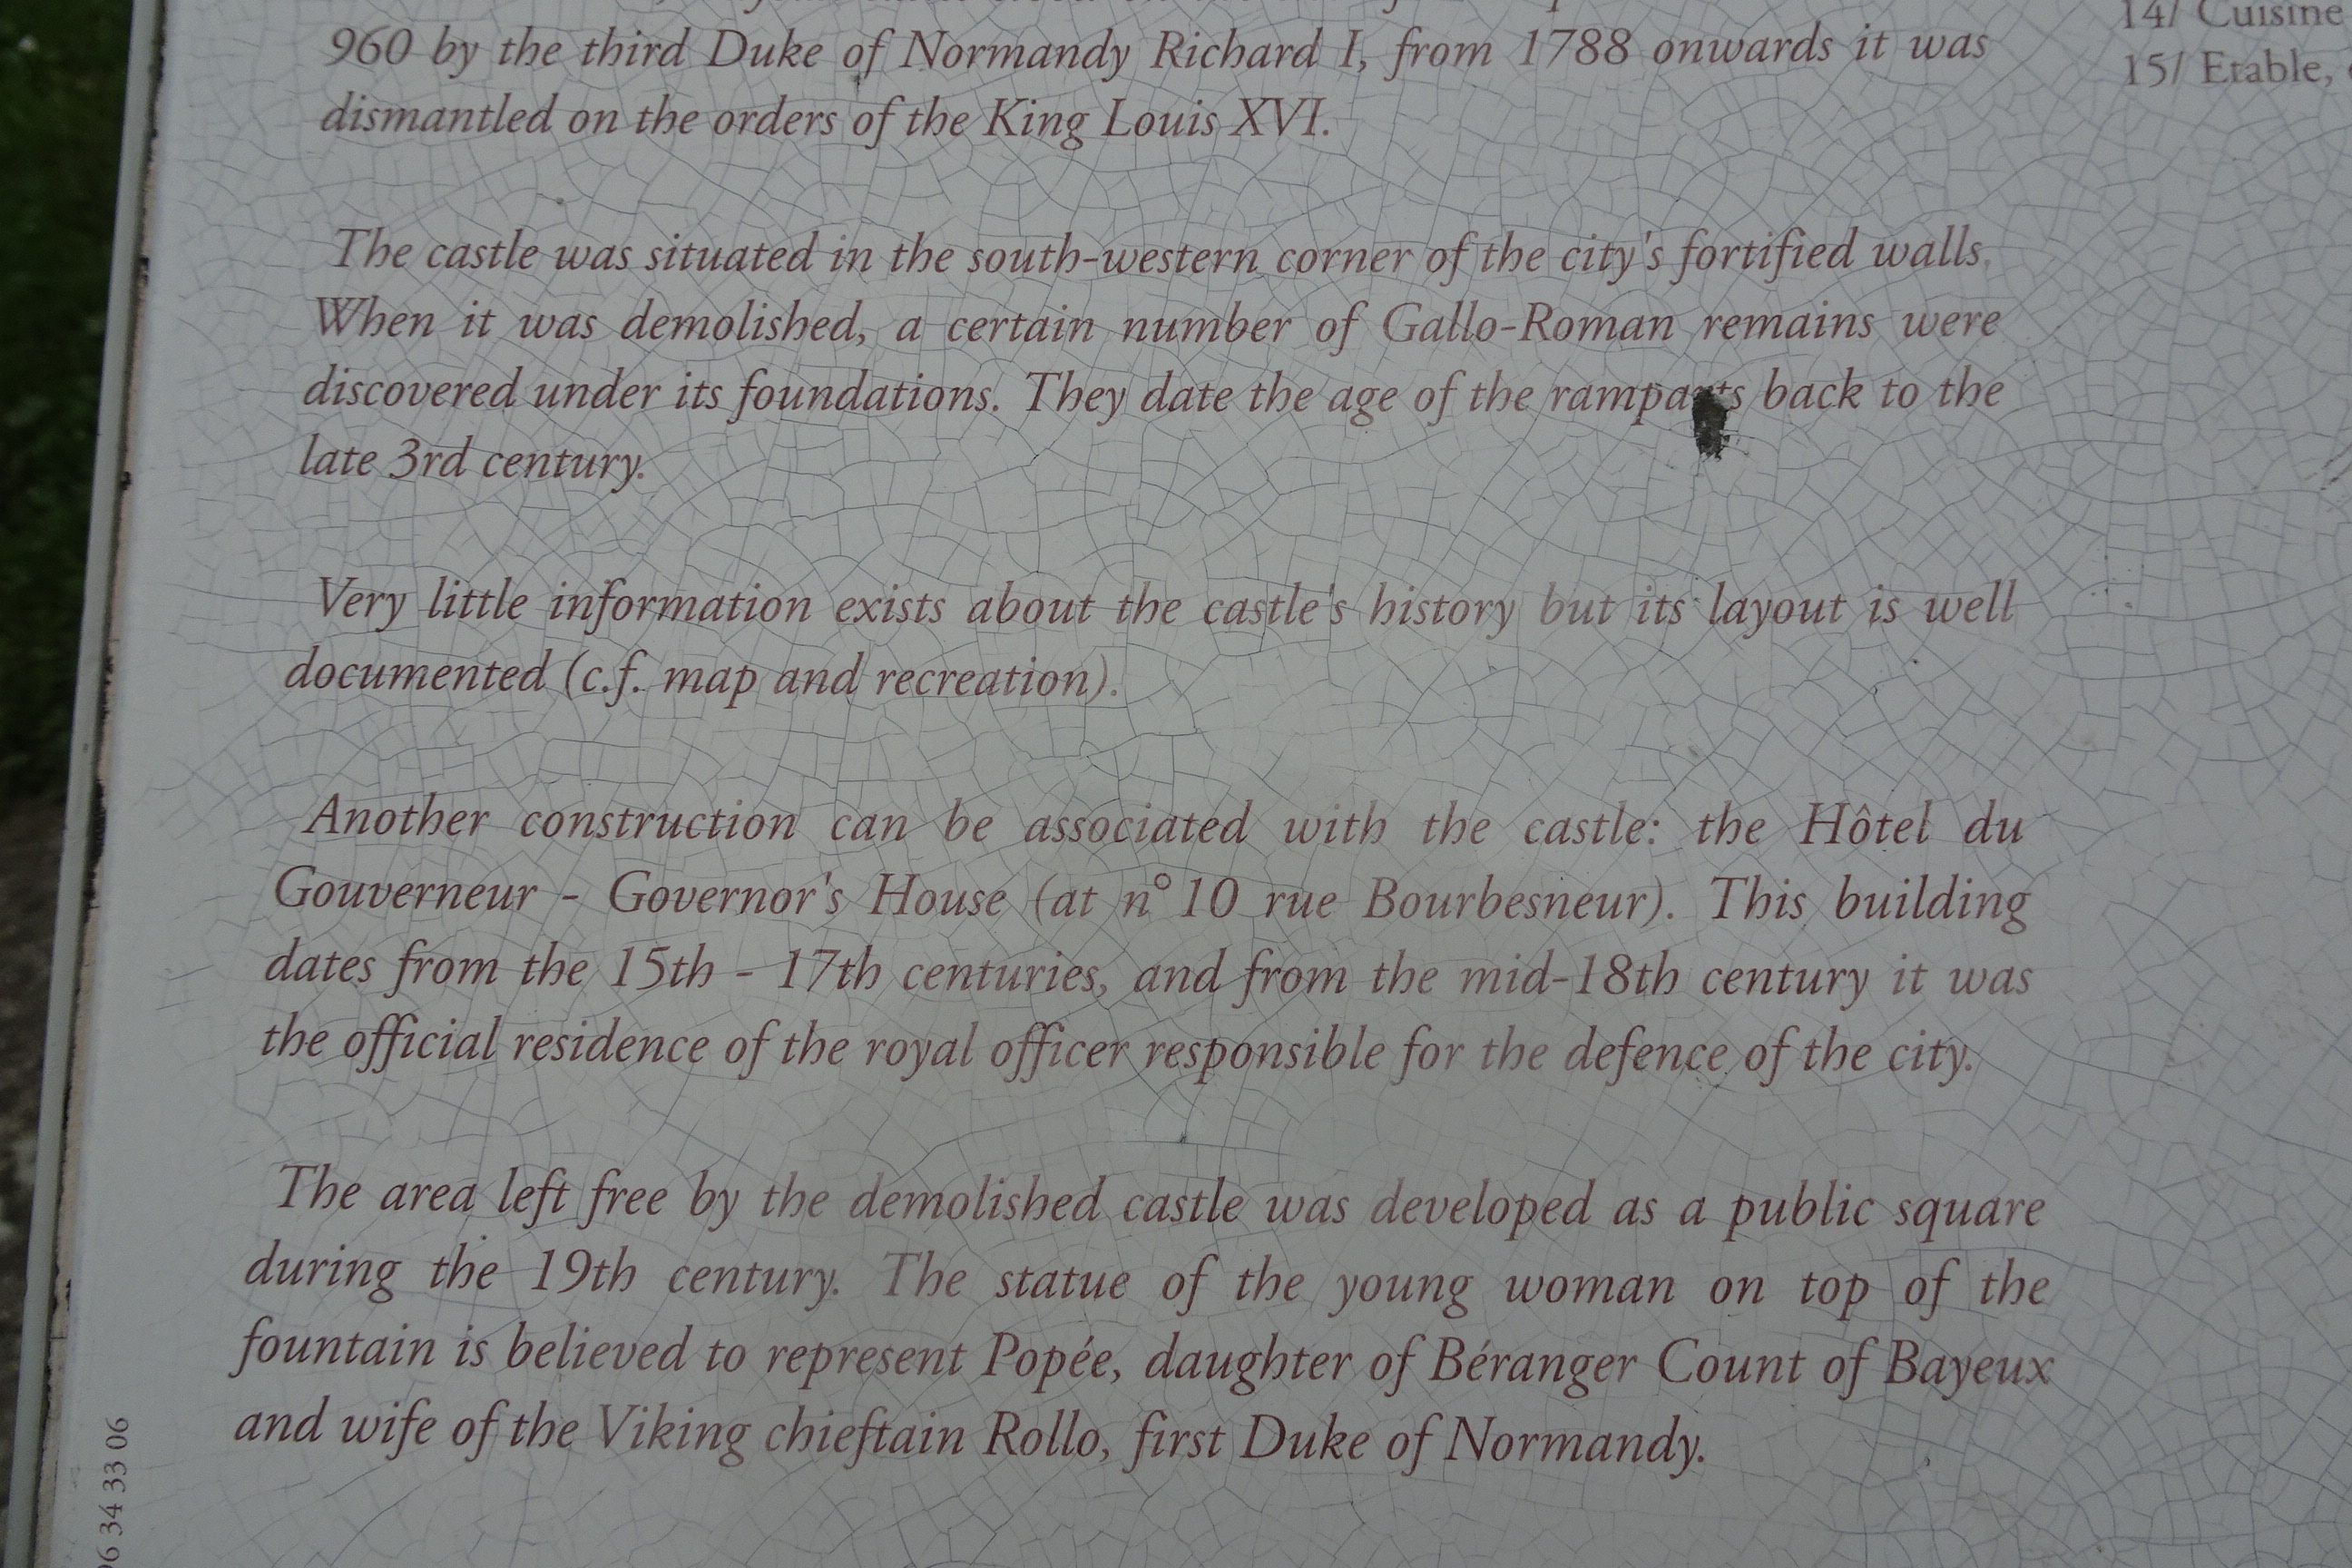 960 by the third Duke of Normandy Richard I, from 1788 onwards it was
dismantled on the orders of the King Louis XVI.
The castle was situated in the south-western corner of the city's fortified walls.
When it was demolished, a certain number of Gallo-Roman remains were
discovered under its foundations. They date the age of the ramparts back to the
late 3rd century.
Very little information exists about the castle's history but its layout is well
documented (c.f. map and recreation).
Another construction can be associated with the castle: the Hôtel du
Gouverneur - Governor's House (at n°10 rue Bourbesneur). This building
dates from the 15th - 17th centuries, and from the mid-18th century it was
the official residence of the royal officer responsible for the defence of the city.
The area left free by the demolished castle was developed as a public square
during the 19th century. The statue of the young woman on top of the
fountain is believed to represent Popée, daughter of Béranger Count of Bayeux
and wife of the Viking chieftain Rollo, first Duke of Normandy.
14/ Cuisine
15/ Etable,
34 33 06